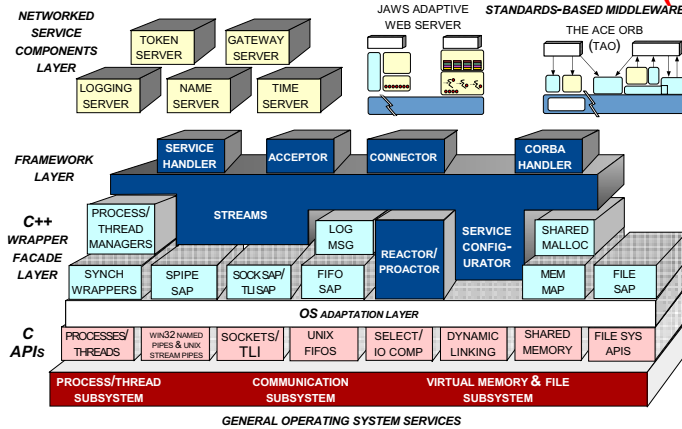 NETWORKED
SERVICE
COMPONENTS
LAYER
TOKEN
SERVER
GATEWAY
SERVER
LOGGING
SERVER
NAME
SERVER
TIME
SERVER
JAWS ADAPTIVE
WEB SERVER
STANDARDS-BASED MIDDLEWARE
THE ACE ORB
(TAO)
FRAMEWORK
LAYER
SERVICE
HANDLER
ACCEPTOR
CONNECTOR
CORBA
HANDLER
STREAMS
SERVICE
CONFIG-
URATOR
REACTOR/
PROACTOR
C++
WRAPPER
FACADE
LAYER
PROCESS/
THREAD
MANAGERS
LOG
MSG
SHARED
MALLOC
SYNCH
WRAPPERS
SPIPE
SAP
SOCK SAP/
TLI SAP
FIFO
SAP
MEM
MAP
FILE
SAP
OS ADAPTATION LAYER
C
APIS
PROCESSES/
THREADS
WIN32 NAMED
PIPES & UNIX
STREAM PIPES
SOCKETS/
TLI
UNIX
FIFOS
SELECT/
IO COMP
DYNAMIC
LINKING
SHARED
MEMORY
FILE SYS
APIS
PROCESS/THREAD
SUBSYSTEM
COMMUNICATION
SUBSYSTEM
VIRTUAL MEMORY & FILE
SUBSYSTEM
GENERAL OPERATING SYSTEM SERVICES